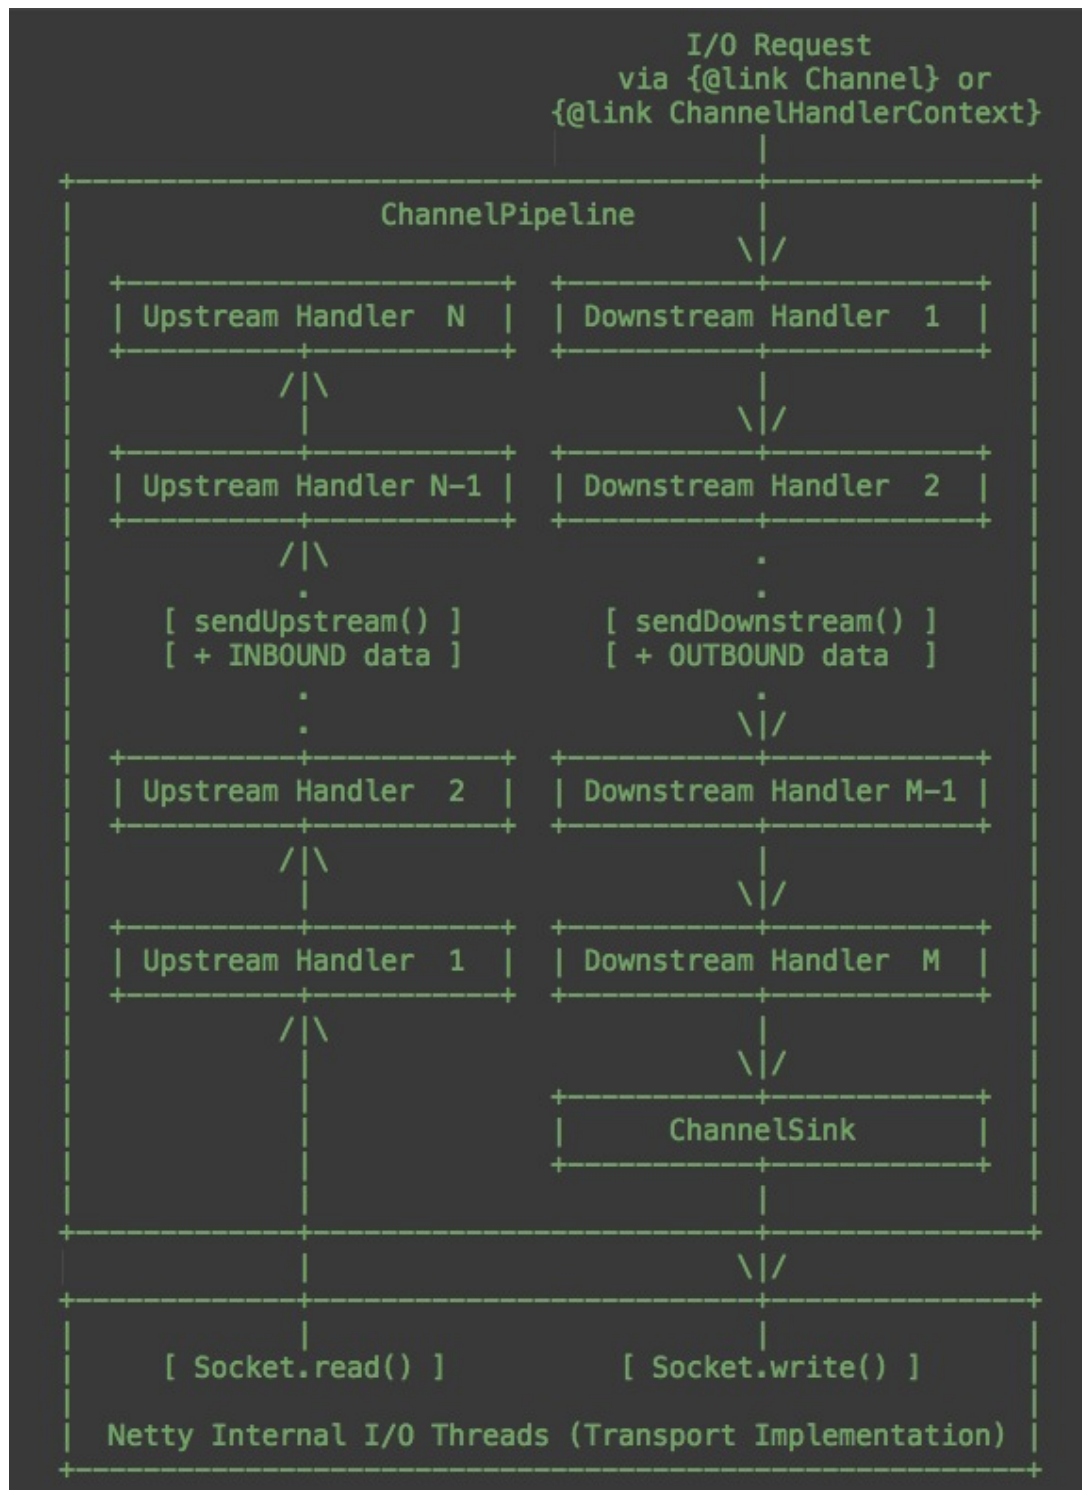 I/O Request
via {@link Channel} or
{@link ChannelHandlerContext}
|
+----------------------------------------+---------------+
|                  ChannelPipeline       |               |
|                                       \|/              |
|  +----------------------+  +-----------+------------+  |
|  | Upstream Handler  N  |  | Downstream Handler  1  |  |
|  +----------+-----------+  +-----------+------------+  |
|            /|\                         |               |
|             |                         \|/              |
|  +----------+-----------+  +-----------+------------+  |
|  | Upstream Handler N-1 |  | Downstream Handler  2  |  |
|  +----------+-----------+  +-----------+------------+  |
|            /|\                         .               |
|             .                          .               |
|     [ sendUpstream() ]        [ sendDownstream() ]     |
|     [ + INBOUND data ]        [ + OUTBOUND data  ]     |
|             .                          .               |
|             .                         \|/              |
|  +----------+-----------+  +-----------+------------+  |
|  | Upstream Handler  2  |  | Downstream Handler M-1 |  |
|  +----------+-----------+  +-----------+------------+  |
|            /|\                         |               |
|             |                         \|/              |
|  +----------+-----------+  +-----------+------------+  |
|  | Upstream Handler  1  |  | Downstream Handler  M  |  |
|  +----------+-----------+  +-----------+------------+  |
|            /|\                         |               |
|             |                         \|/              |
|             |              +-----------+------------+  |
|             |              |      ChannelSink       |  |
|             |              +-----------+------------+  |
|             |                          |               |
+-------------+--------------------------+---------------+
              |                         \|/
+-------------+--------------------------+---------------+
|             |                          |               |
|     [ Socket.read() ]          [ Socket.write() ]      |
|                                                        |
|  Netty Internal I/O Threads (Transport Implementation) |
+--------------------------------------------------------+